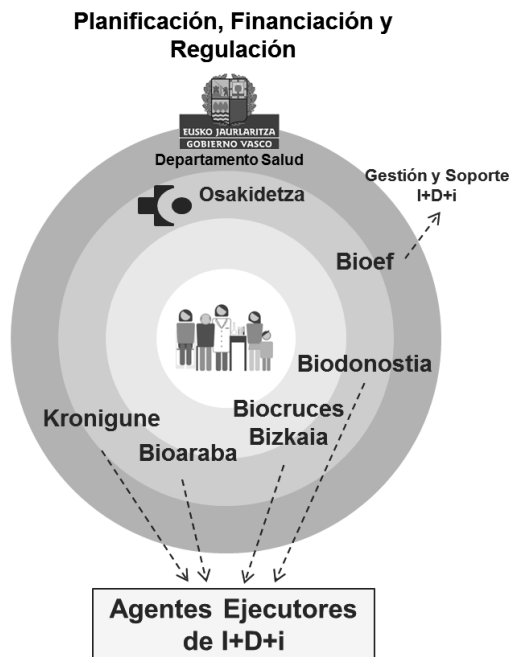 Planificación, Financiación y
Regulación
EUSKO JAURLARITZA
GOBIERNO VASCO
Departamento Salud
Osakidetza
Gestión y Soporte
I+D+i
Bioef
Biodonostia
Biocruces
Bizkaia
Kronigune
Bioaraba
Agentes Ejecutores
de I+D+i